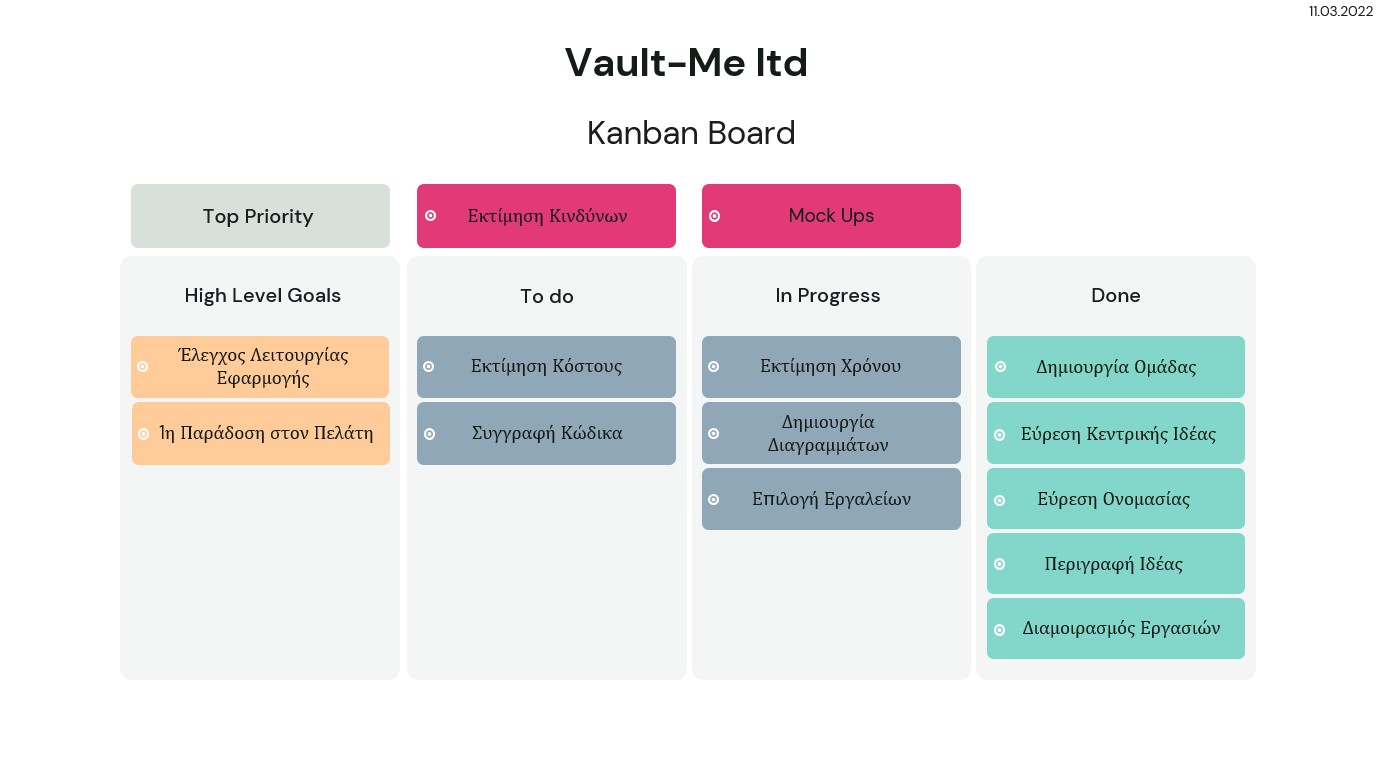 11.03.2022
Vault-Me ltd
Kanban Board
Top Priority
Εκτίμηση Κινδύνων
Mock Ups
High Level Goals
Έλεγχος Λειτουργίας
Εφαρμογής
1η Παράδοση στον Πελάτη
To do
Εκτίμηση Κόστους
Συγγραφή Κώδικα
In Progress
Εκτίμηση Χρόνου
Δημιουργία
Διαγραμμάτων
Επιλογή Εργαλείων
Done
Δημιουργία Ομάδας
Εύρεση Κεντρικής Ιδέας
Εύρεση Ονομασίας
Περιγραφή Ιδέας
Διαμοιρασμός Εργασιών